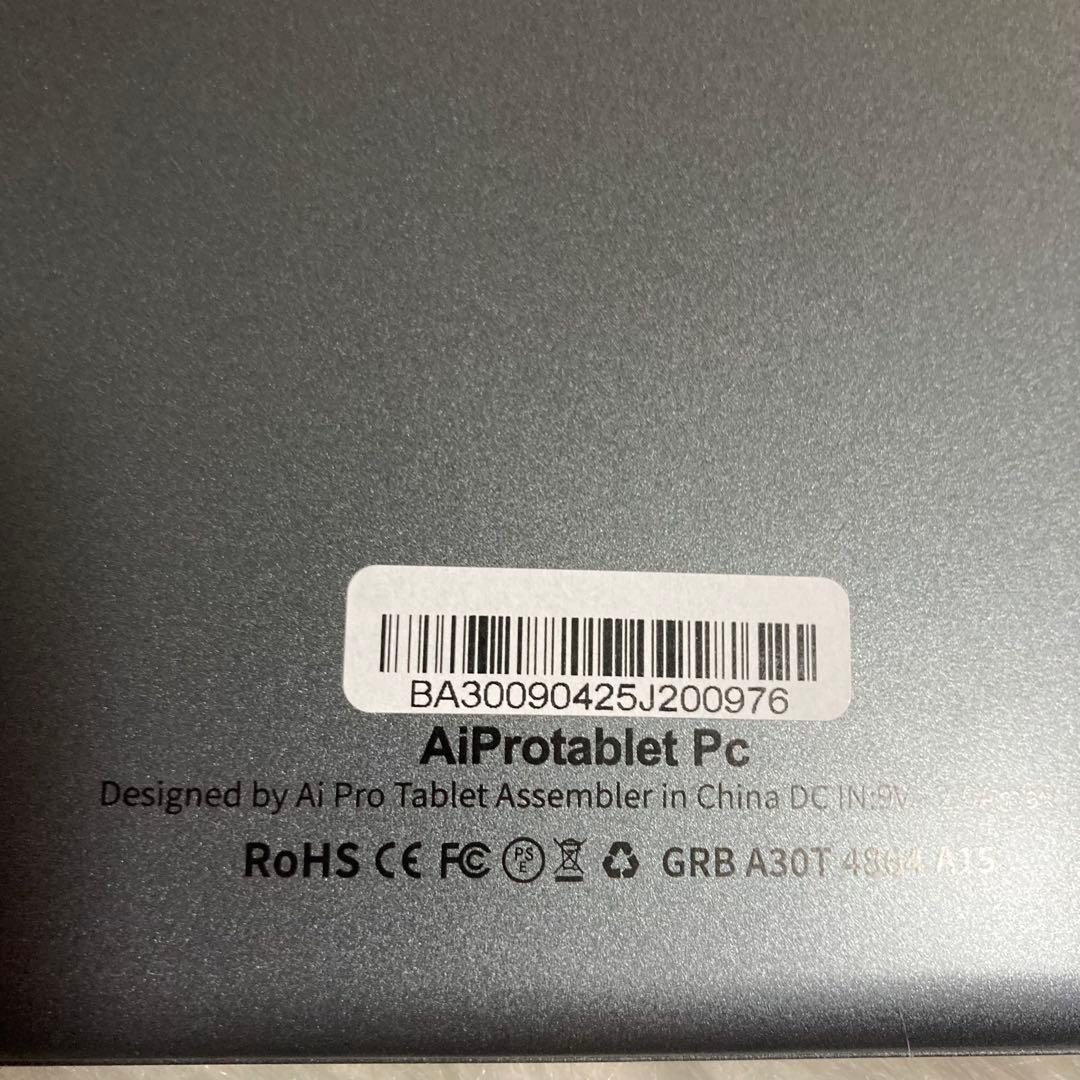 BA30090425J200976
AiProtablet Pc
Designed by Ai Pro Tablet Assembler in China DC IN:9V
RoHS CE FC PSE GRB A30T